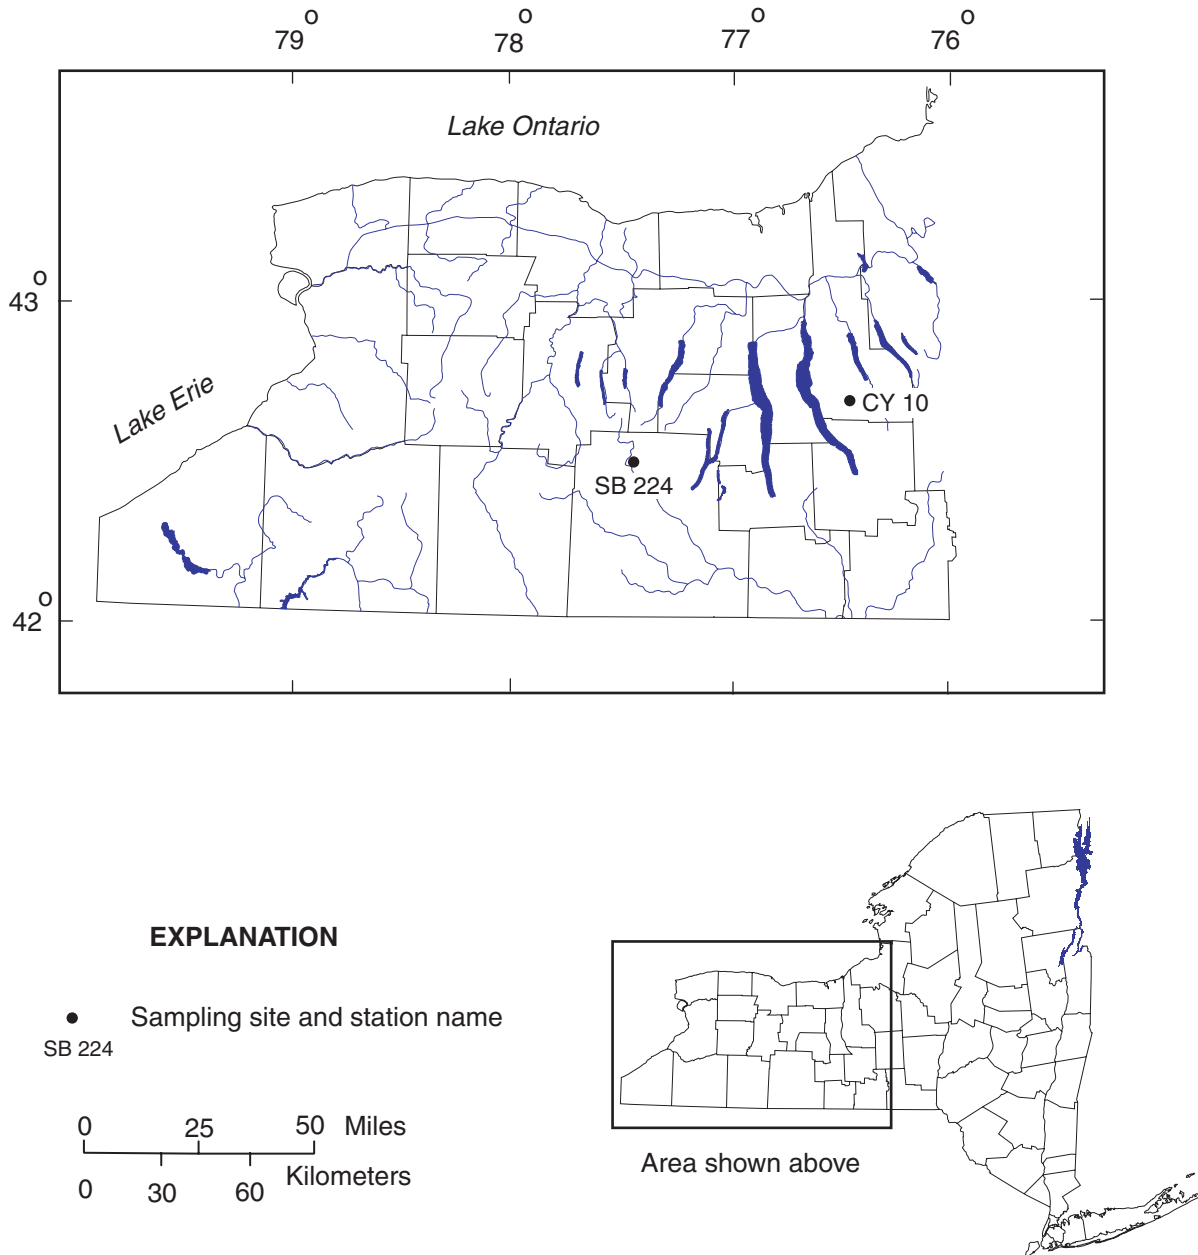 79°
78°
77°
76°
Lake Ontario
43°
Lake Erie
CY 10
SB 224
42°
EXPLANATION
Sampling site and station name
SB 224
0 25 50 Miles
0 30 60 Kilometers
Area shown above